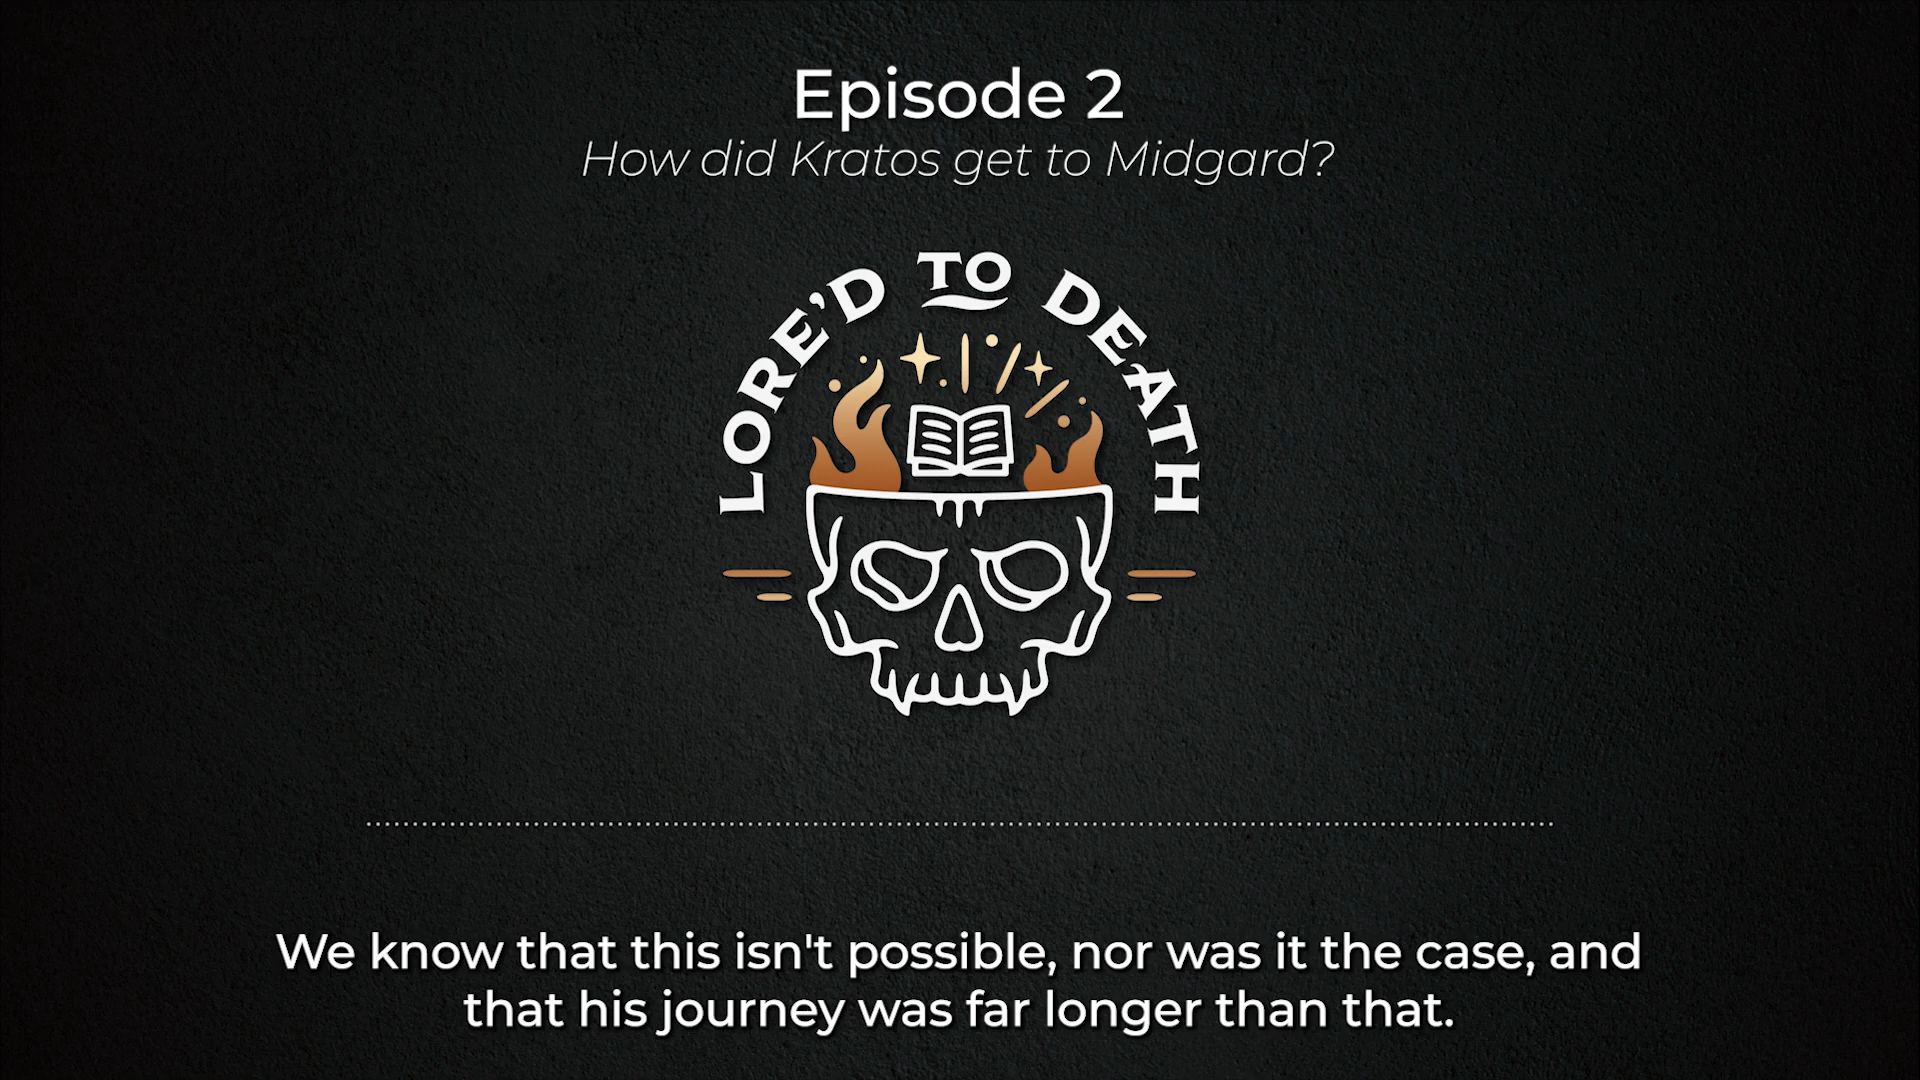 Episode 2
How did Kratos get to Midgard?
LORE'D TO DEATH
We know that this isn't possible, nor was it the case, and
that his journey was far longer than that.